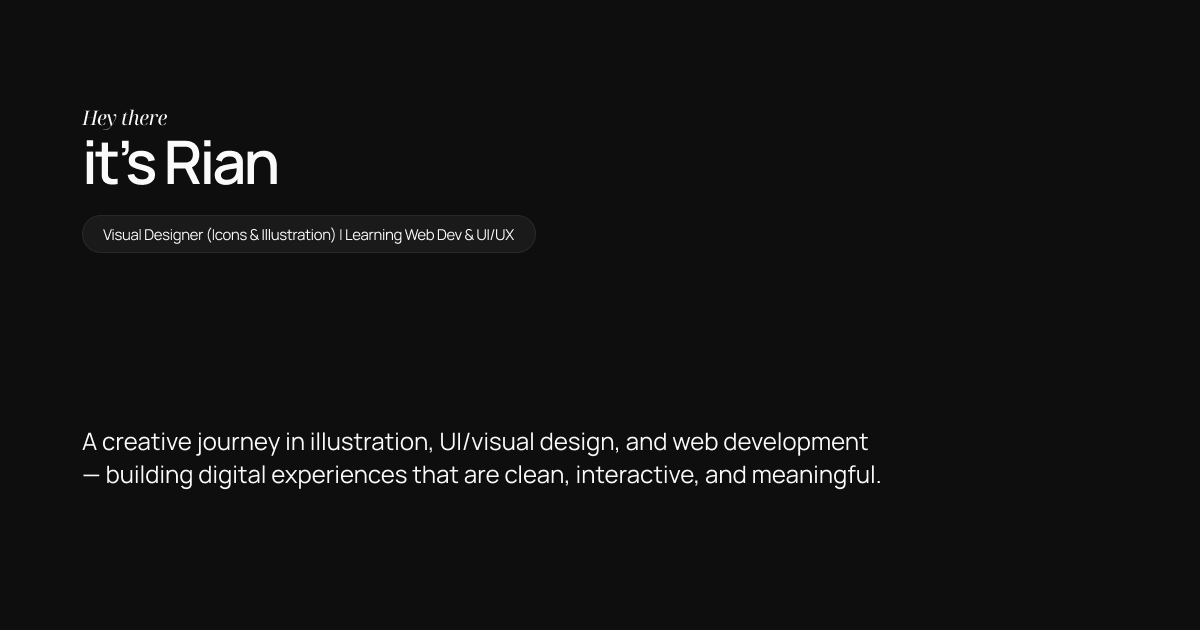 Hey there
it’s Rian
Visual Designer (Icons & Illustration) | Learning Web Dev & UI/UX
A creative journey in illustration, UI/visual design, and web development
— building digital experiences that are clean, interactive, and meaningful.